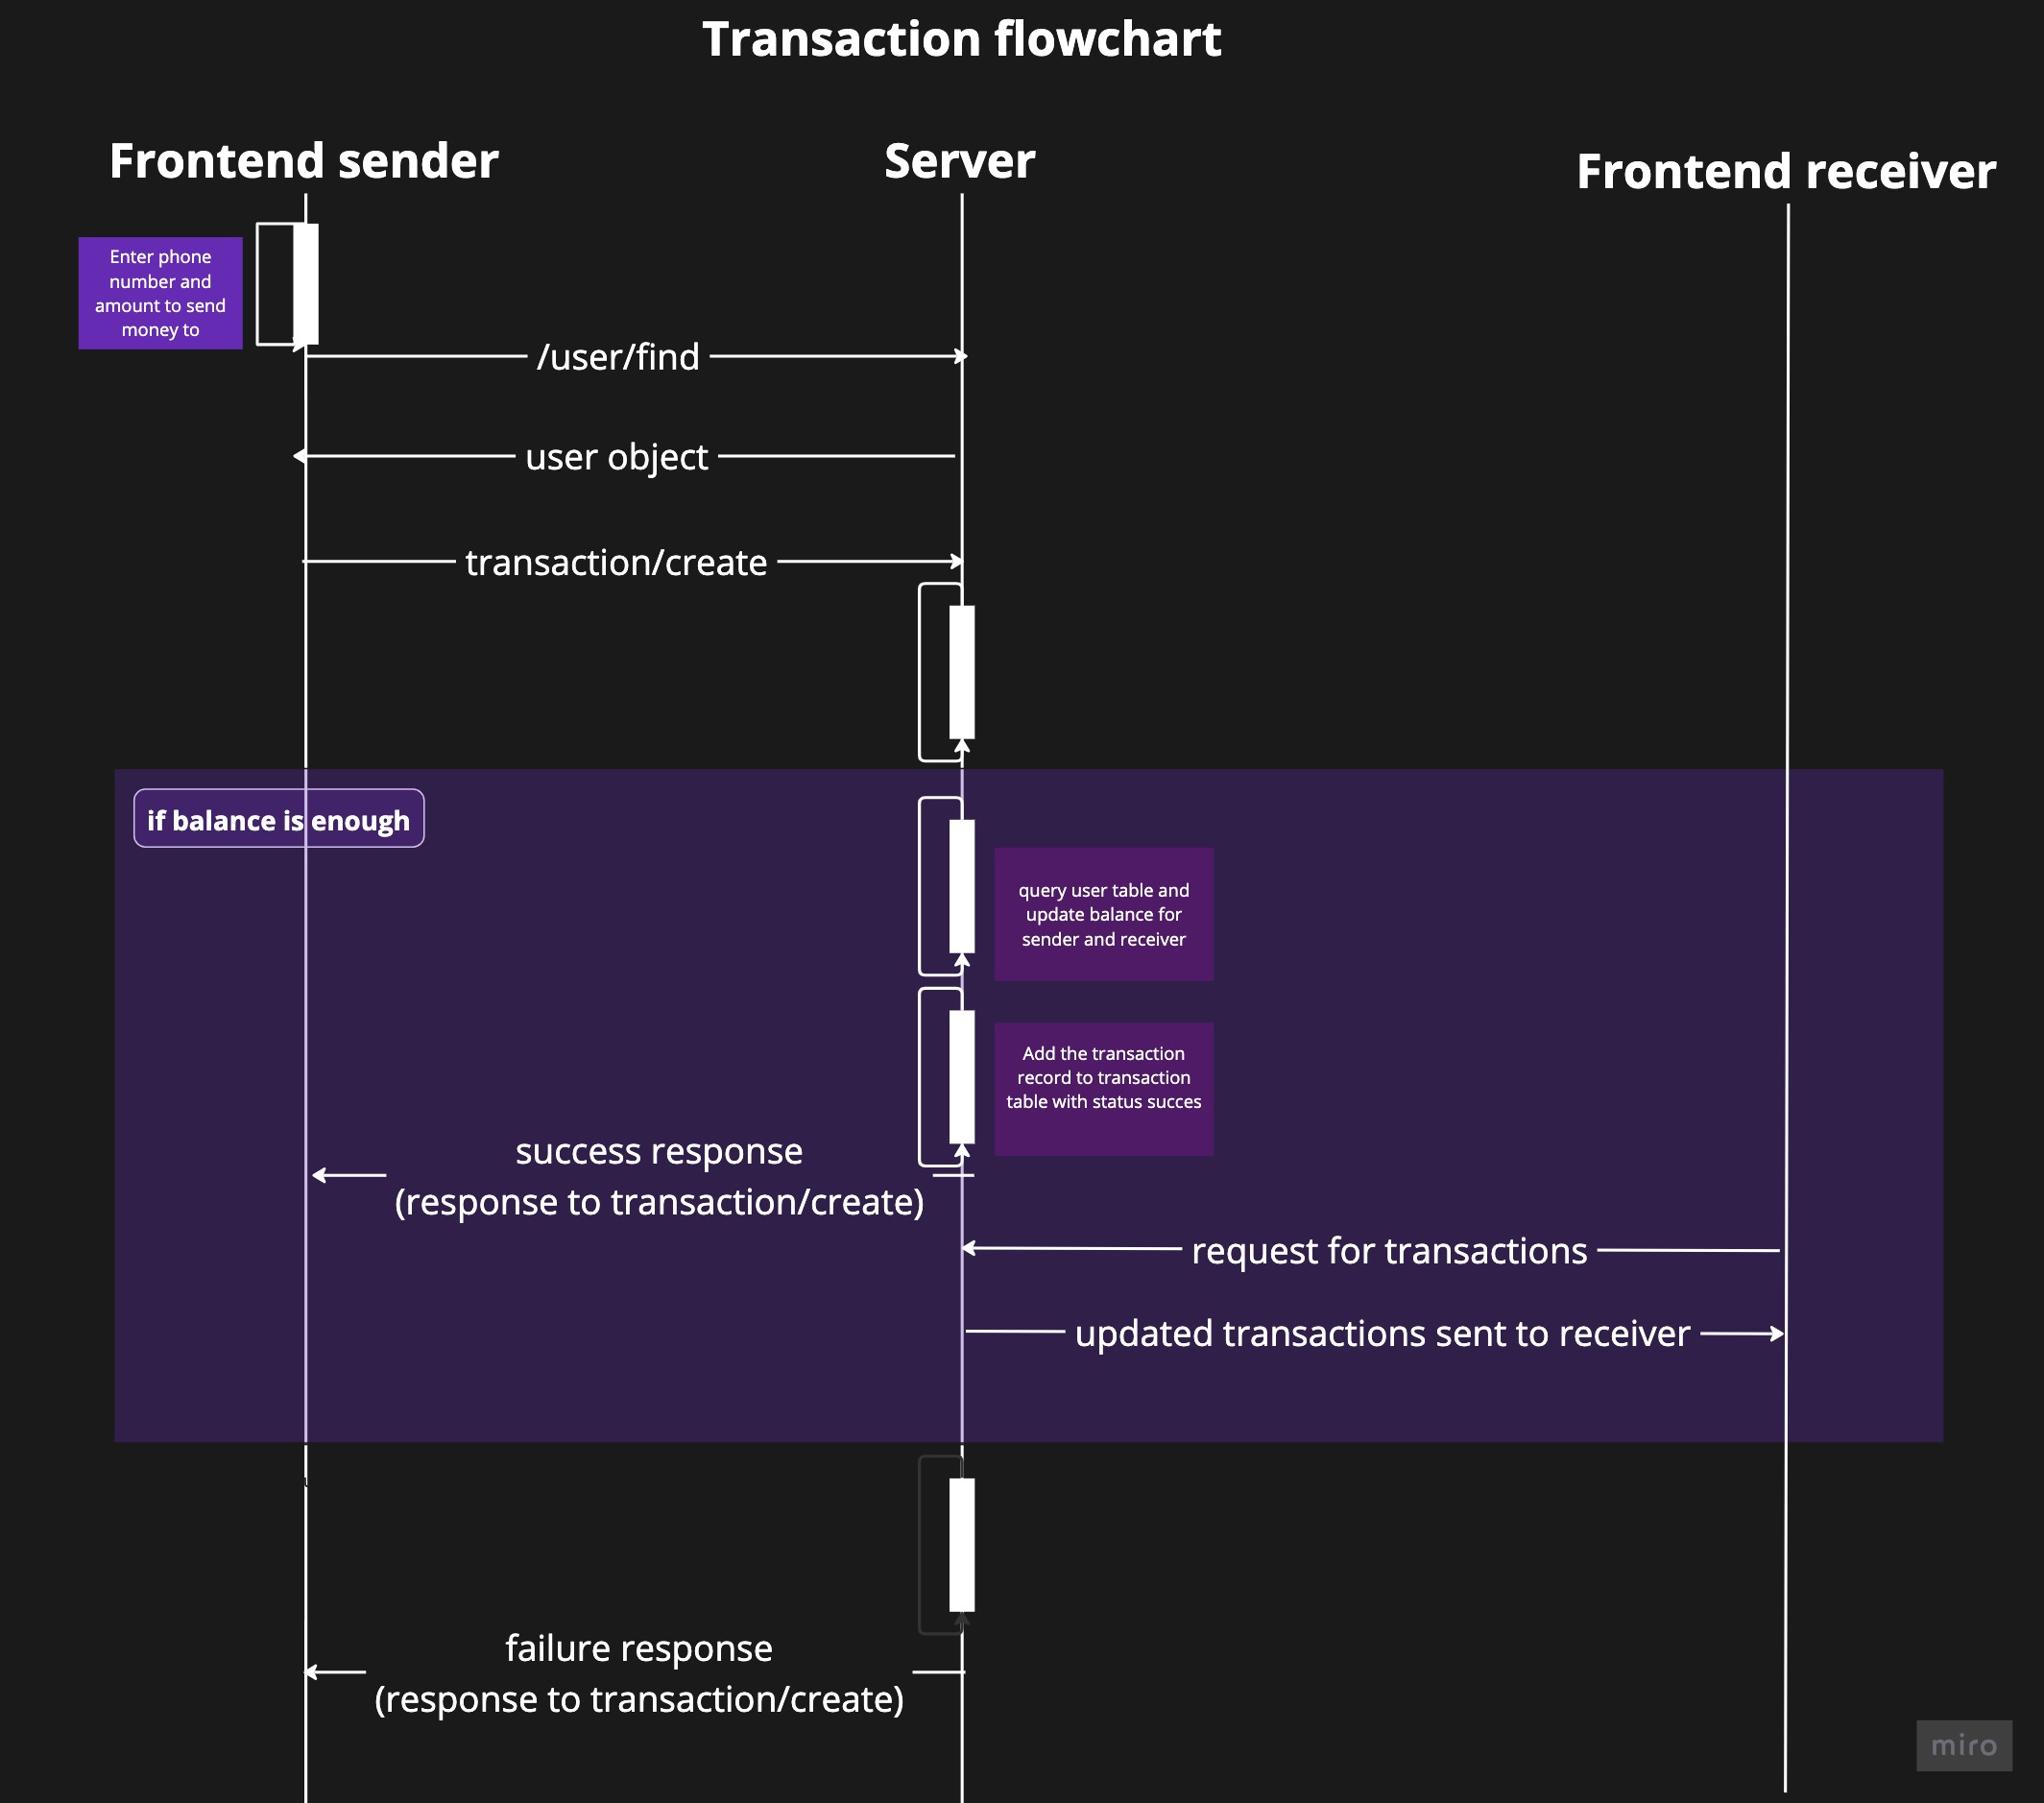 Transaction flowchart
Frontend sender
Server
Frontend receiver
Enter phone
number and
amount to send
money to
/user/find
user object
transaction/create
if balance is enough
query user table and
update balance for
sender and receiver
Add the transaction
record to transaction
table with status succes
success response
(response to transaction/create)
request for transactions
updated transactions sent to receiver
failure response
(response to transaction/create)
miro